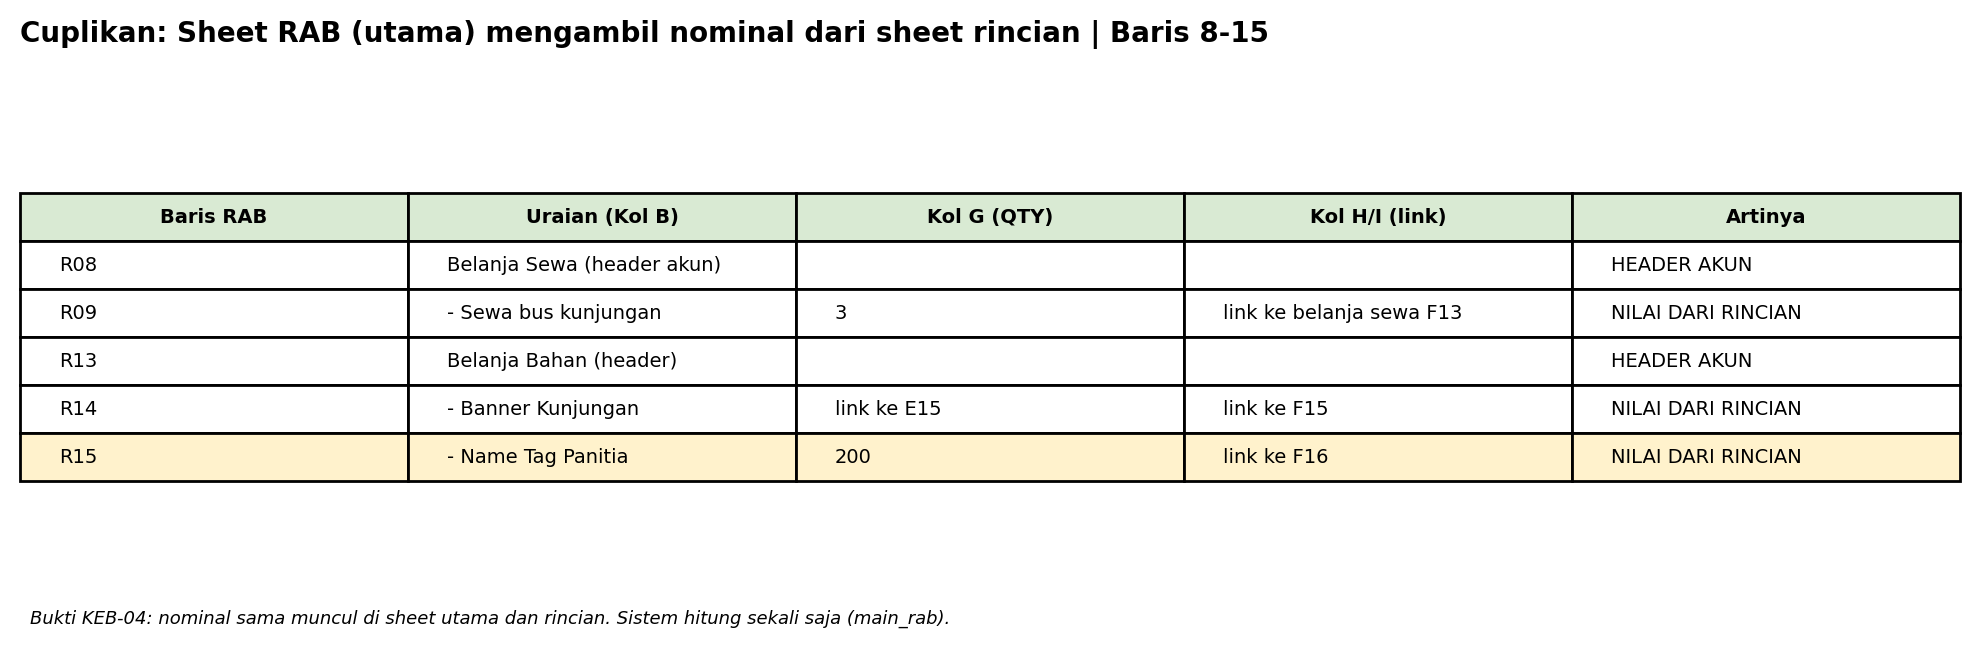 Cuplikan: Sheet RAB (utama) mengambil nominal dari sheet rincian | Baris 8-15
Baris RAB Uraian (Kol B) Kol G (QTY) Kol H/I (link) Artinya
R08 Belanja Sewa (header akun) HEADER AKUN
R09 - Sewa bus kunjungan 3 link ke belanja sewa F13 NILAI DARI RINCIAN
R13 Belanja Bahan (header) HEADER AKUN
R14 - Banner Kunjungan link ke E15 link ke F15 NILAI DARI RINCIAN
R15 - Name Tag Panitia 200 link ke F16 NILAI DARI RINCIAN
Bukti KEB-04: nominal sama muncul di sheet utama dan rincian. Sistem hitung sekali saja (main_rab).